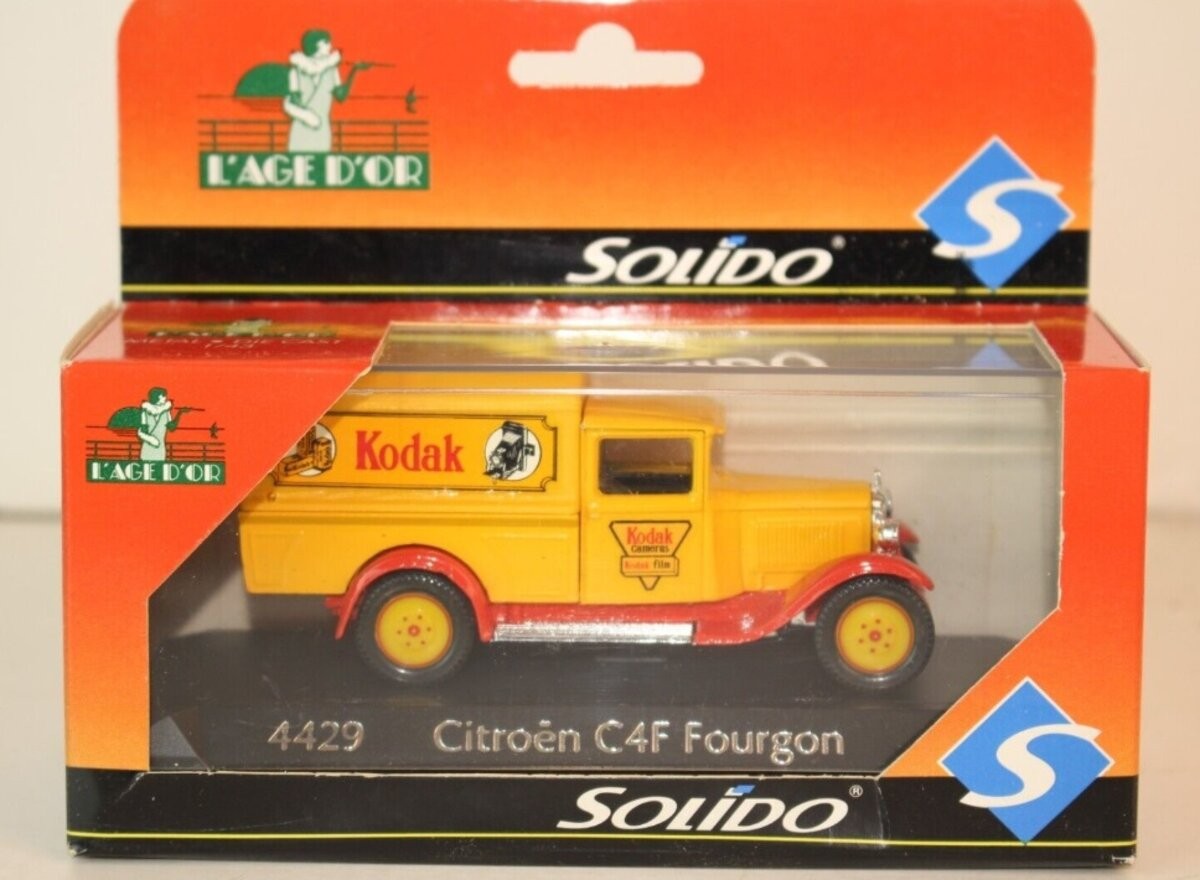 L'AGE D'OR
S
SOLIDO®
L'AGE D'OR
Kodak
Kodak
cameras
Kodak film
4429 Citroën C4F Fourgon
S
SOLIDO®